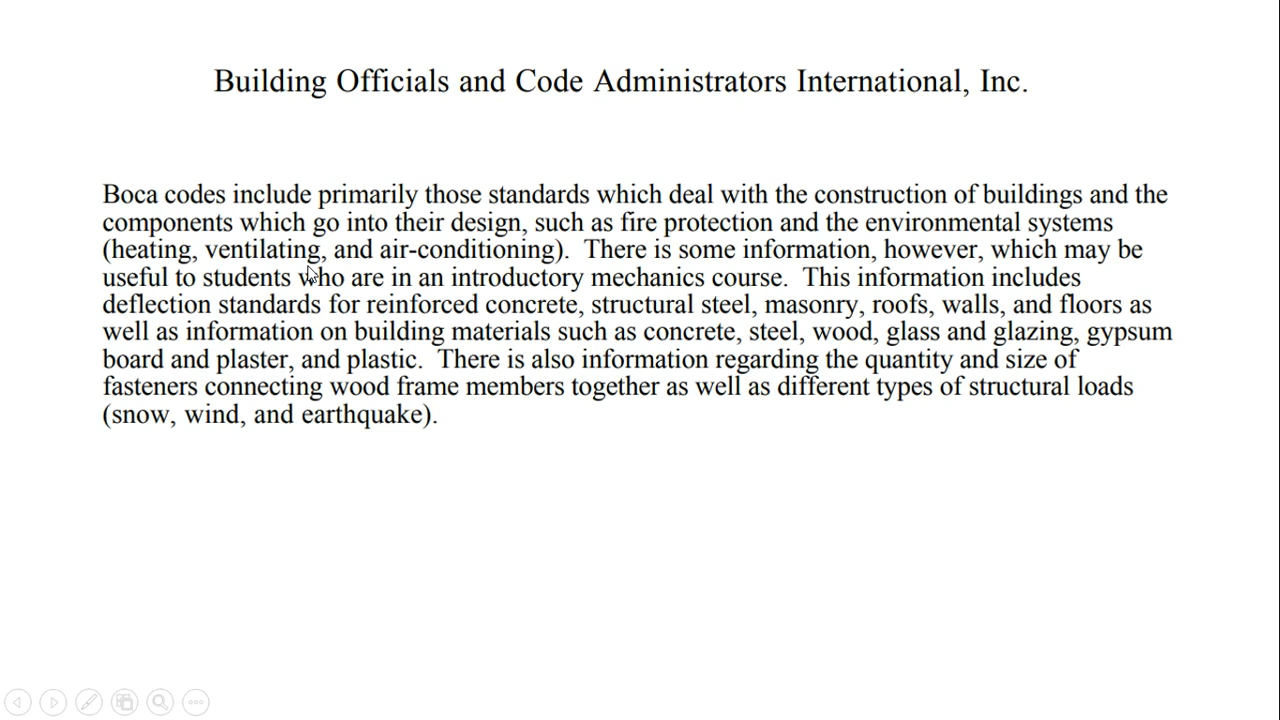 Building Officials and Code Administrators International, Inc.
Boca codes include primarily those standards which deal with the construction of buildings and the
components which go into their design, such as fire protection and the environmental systems
(heating, ventilating, and air-conditioning).  There is some information, however, which may be
useful to students who are in an introductory mechanics course.  This information includes
deflection standards for reinforced concrete, structural steel, masonry, roofs, walls, and floors as
well as information on building materials such as concrete, steel, wood, glass and glazing, gypsum
board and plaster, and plastic.  There is also information regarding the quantity and size of
fasteners connecting wood frame members together as well as different types of structural loads
(snow, wind, and earthquake).